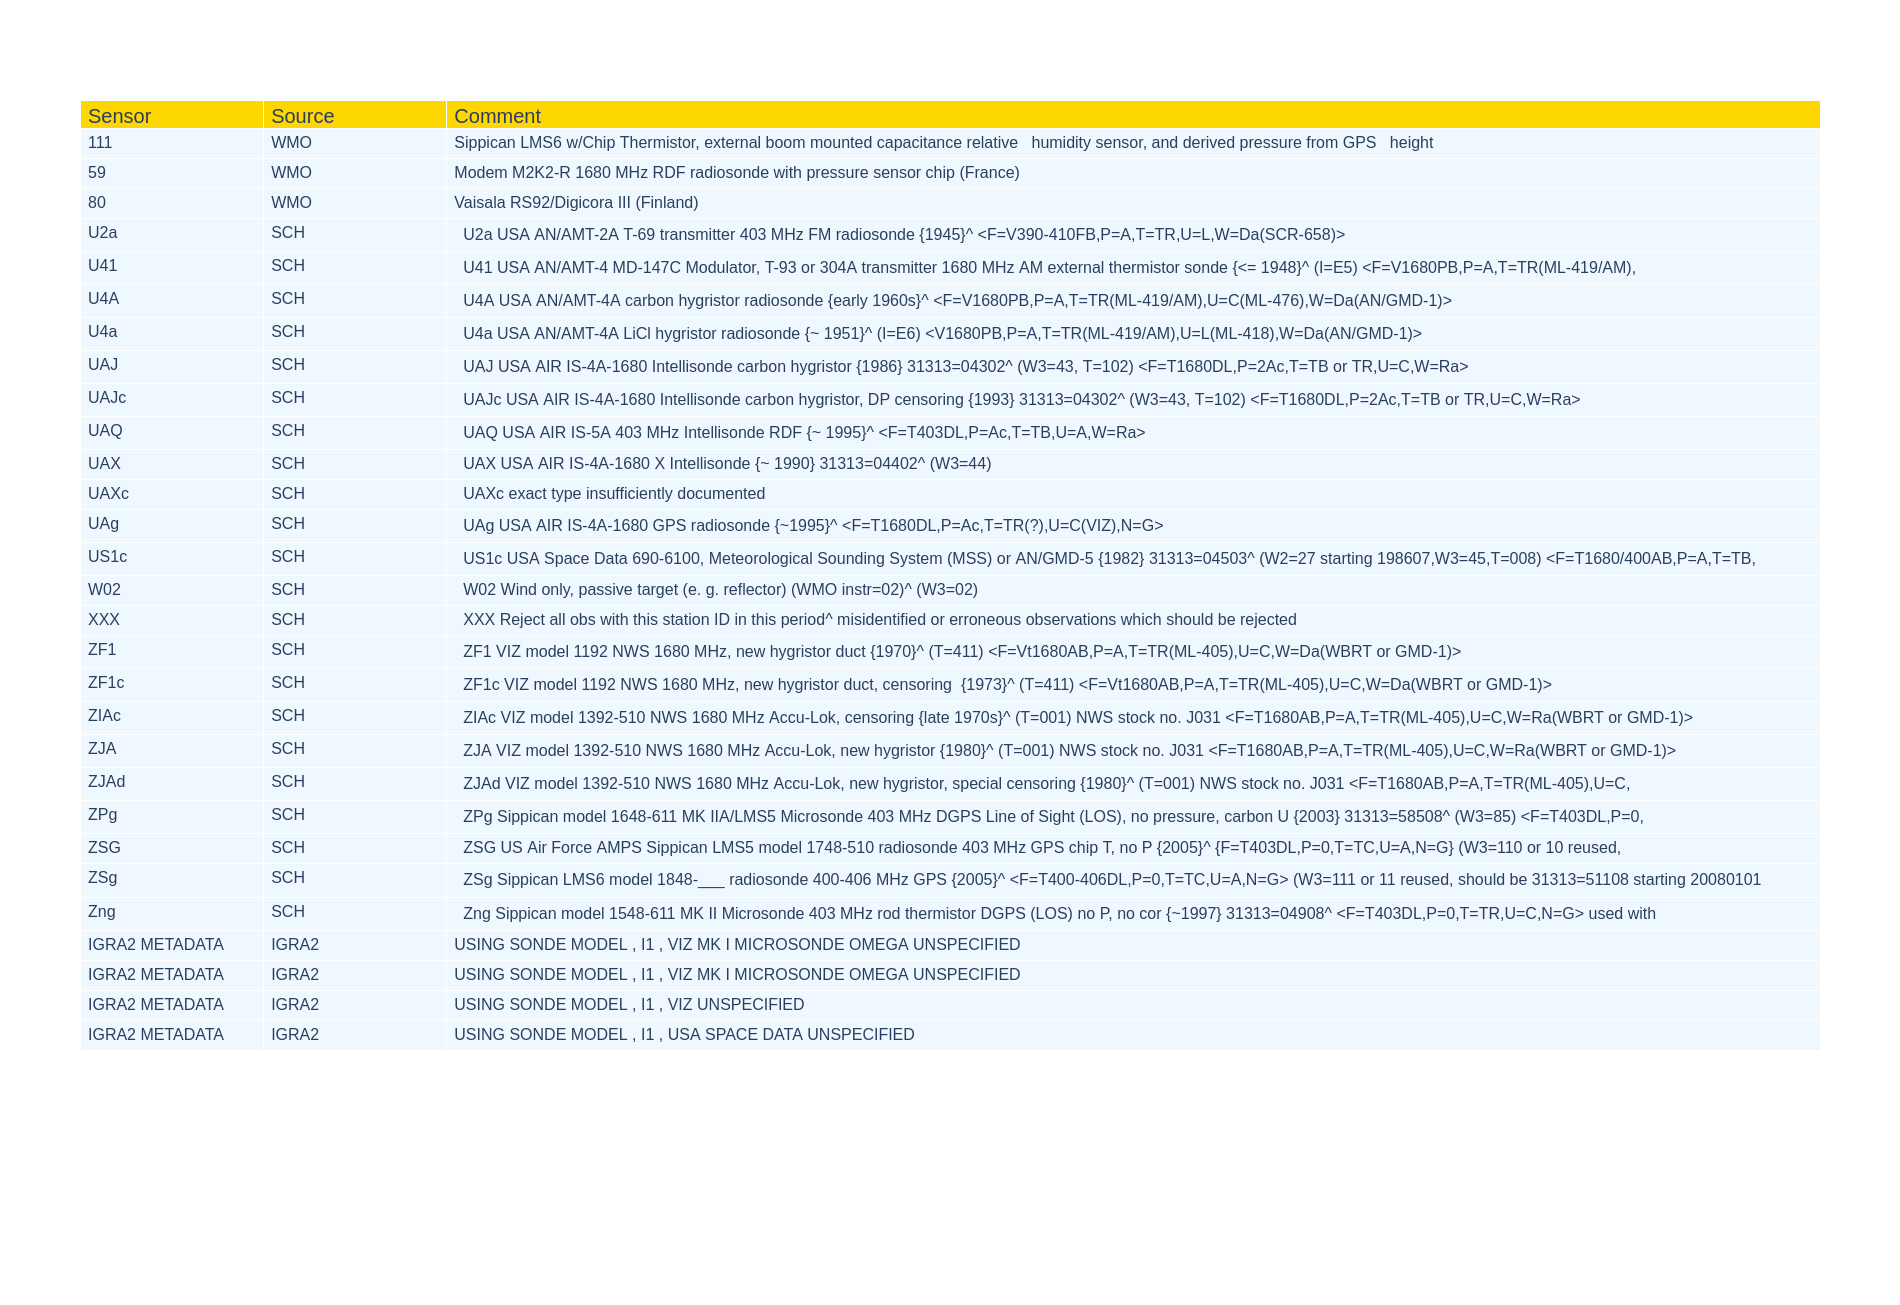 Sensor Source Comment
111 WMO Sippican LMS6 w/Chip Thermistor, external boom mounted capacitance relative humidity sensor, and derived pressure from GPS height
59 WMO Modem M2K2-R 1680 MHz RDF radiosonde with pressure sensor chip (France)
80 WMO Vaisala RS92/Digicora III (Finland)
U2a SCH U2a USA AN/AMT-2A T-69 transmitter 403 MHz FM radiosonde {1945}^ <F=V390-410FB,P=A,T=TR,U=L,W=Da(SCR-658)>
U41 SCH U41 USA AN/AMT-4 MD-147C Modulator, T-93 or 304A transmitter 1680 MHz AM external thermistor sonde {<= 1948}^ (I=E5) <F=V1680PB,P=A,T=TR(ML-419/AM),
U4A SCH U4A USA AN/AMT-4A carbon hygristor radiosonde {early 1960s}^ <F=V1680PB,P=A,T=TR(ML-419/AM),U=C(ML-476),W=Da(AN/GMD-1)>
U4a SCH U4a USA AN/AMT-4A LiCl hygristor radiosonde {~ 1951}^ (I=E6) <V1680PB,P=A,T=TR(ML-419/AM),U=L(ML-418),W=Da(AN/GMD-1)>
UAJ SCH UAJ USA AIR IS-4A-1680 Intellisonde carbon hygristor {1986} 31313=04302^ (W3=43, T=102) <F=T1680DL,P=2Ac,T=TB or TR,U=C,W=Ra>
UAJc SCH UAJc USA AIR IS-4A-1680 Intellisonde carbon hygristor, DP censoring {1993} 31313=04302^ (W3=43, T=102) <F=T1680DL,P=2Ac,T=TB or TR,U=C,W=Ra>
UAQ SCH UAQ USA AIR IS-5A 403 MHz Intellisonde RDF {~ 1995}^ <F=T403DL,P=Ac,T=TB,U=A,W=Ra>
UAX SCH UAX USA AIR IS-4A-1680 X Intellisonde {~ 1990} 31313=04402^ (W3=44)
UAXc SCH UAXc exact type insufficiently documented
UAg SCH UAg USA AIR IS-4A-1680 GPS radiosonde {~1995}^ <F=T1680DL,P=Ac,T=TR(?),U=C(VIZ),N=G>
US1c SCH US1c USA Space Data 690-6100, Meteorological Sounding System (MSS) or AN/GMD-5 {1982} 31313=04503^ (W2=27 starting 198607,W3=45,T=008) <F=T1680/400AB,P=A,T=TB,
W02 SCH W02 Wind only, passive target (e. g. reflector) (WMO instr=02)^ (W3=02)
XXX SCH XXX Reject all obs with this station ID in this period^ misidentified or erroneous observations which should be rejected
ZF1 SCH ZF1 VIZ model 1192 NWS 1680 MHz, new hygristor duct {1970}^ (T=411) <F=Vt1680AB,P=A,T=TR(ML-405),U=C,W=Da(WBRT or GMD-1)>
ZF1c SCH ZF1c VIZ model 1192 NWS 1680 MHz, new hygristor duct, censoring {1973}^ (T=411) <F=Vt1680AB,P=A,T=TR(ML-405),U=C,W=Da(WBRT or GMD-1)>
ZIAc SCH ZIAc VIZ model 1392-510 NWS 1680 MHz Accu-Lok, censoring {late 1970s}^ (T=001) NWS stock no. J031 <F=T1680AB,P=A,T=TR(ML-405),U=C,W=Ra(WBRT or GMD-1)>
ZJA SCH ZJA VIZ model 1392-510 NWS 1680 MHz Accu-Lok, new hygristor {1980}^ (T=001) NWS stock no. J031 <F=T1680AB,P=A,T=TR(ML-405),U=C,W=Ra(WBRT or GMD-1)>
ZJAd SCH ZJAd VIZ model 1392-510 NWS 1680 MHz Accu-Lok, new hygristor, special censoring {1980}^ (T=001) NWS stock no. J031 <F=T1680AB,P=A,T=TR(ML-405),U=C,
ZPg SCH ZPg Sippican model 1648-611 MK IIA/LMS5 Microsonde 403 MHz DGPS Line of Sight (LOS), no pressure, carbon U {2003} 31313=58508^ (W3=85) <F=T403DL,P=0,
ZSG SCH ZSG US Air Force AMPS Sippican LMS5 model 1748-510 radiosonde 403 MHz GPS chip T, no P {2005}^ {F=T403DL,P=0,T=TC,U=A,N=G} (W3=110 or 10 reused,
ZSg SCH ZSg Sippican LMS6 model 1848-___ radiosonde 400-406 MHz GPS {2005}^ <F=T400-406DL,P=0,T=TC,U=A,N=G> (W3=111 or 11 reused, should be 31313=51108 starting 20080101
Zng SCH Zng Sippican model 1548-611 MK II Microsonde 403 MHz rod thermistor DGPS (LOS) no P, no cor {~1997} 31313=04908^ <F=T403DL,P=0,T=TR,U=C,N=G> used with
IGRA2 METADATA IGRA2 USING SONDE MODEL , I1 , VIZ MK I MICROSONDE OMEGA UNSPECIFIED
IGRA2 METADATA IGRA2 USING SONDE MODEL , I1 , VIZ MK I MICROSONDE OMEGA UNSPECIFIED
IGRA2 METADATA IGRA2 USING SONDE MODEL , I1 , VIZ UNSPECIFIED
IGRA2 METADATA IGRA2 USING SONDE MODEL , I1 , USA SPACE DATA UNSPECIFIED